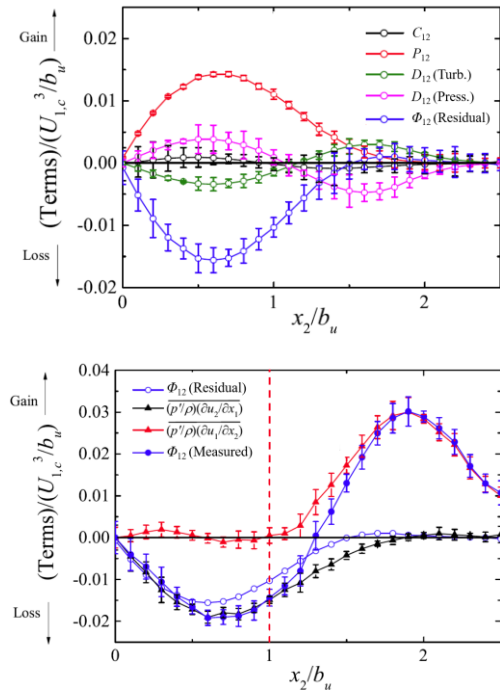 Gain
Loss
(Terms)/(U₁,c³/bᵤ)
0.02
0.01
0.00
-0.01
-0.02
C₁₂
P₁₂
D₁₂ (Turb.)
D₁₂ (Press.)
Φ₁₂ (Residual)
0
1
2
x₂/bᵤ
Gain
Loss
(Terms)/(U₁,c³/bᵤ)
0.04
0.03
0.02
0.01
0.00
-0.01
-0.02
Φ₁₂ (Residual)
(p'/ρ)(∂u₂/∂x₁)
(p'/ρ)(∂u₁/∂x₂)
Φ₁₂ (Measured)
0
1
2
x₂/bᵤ